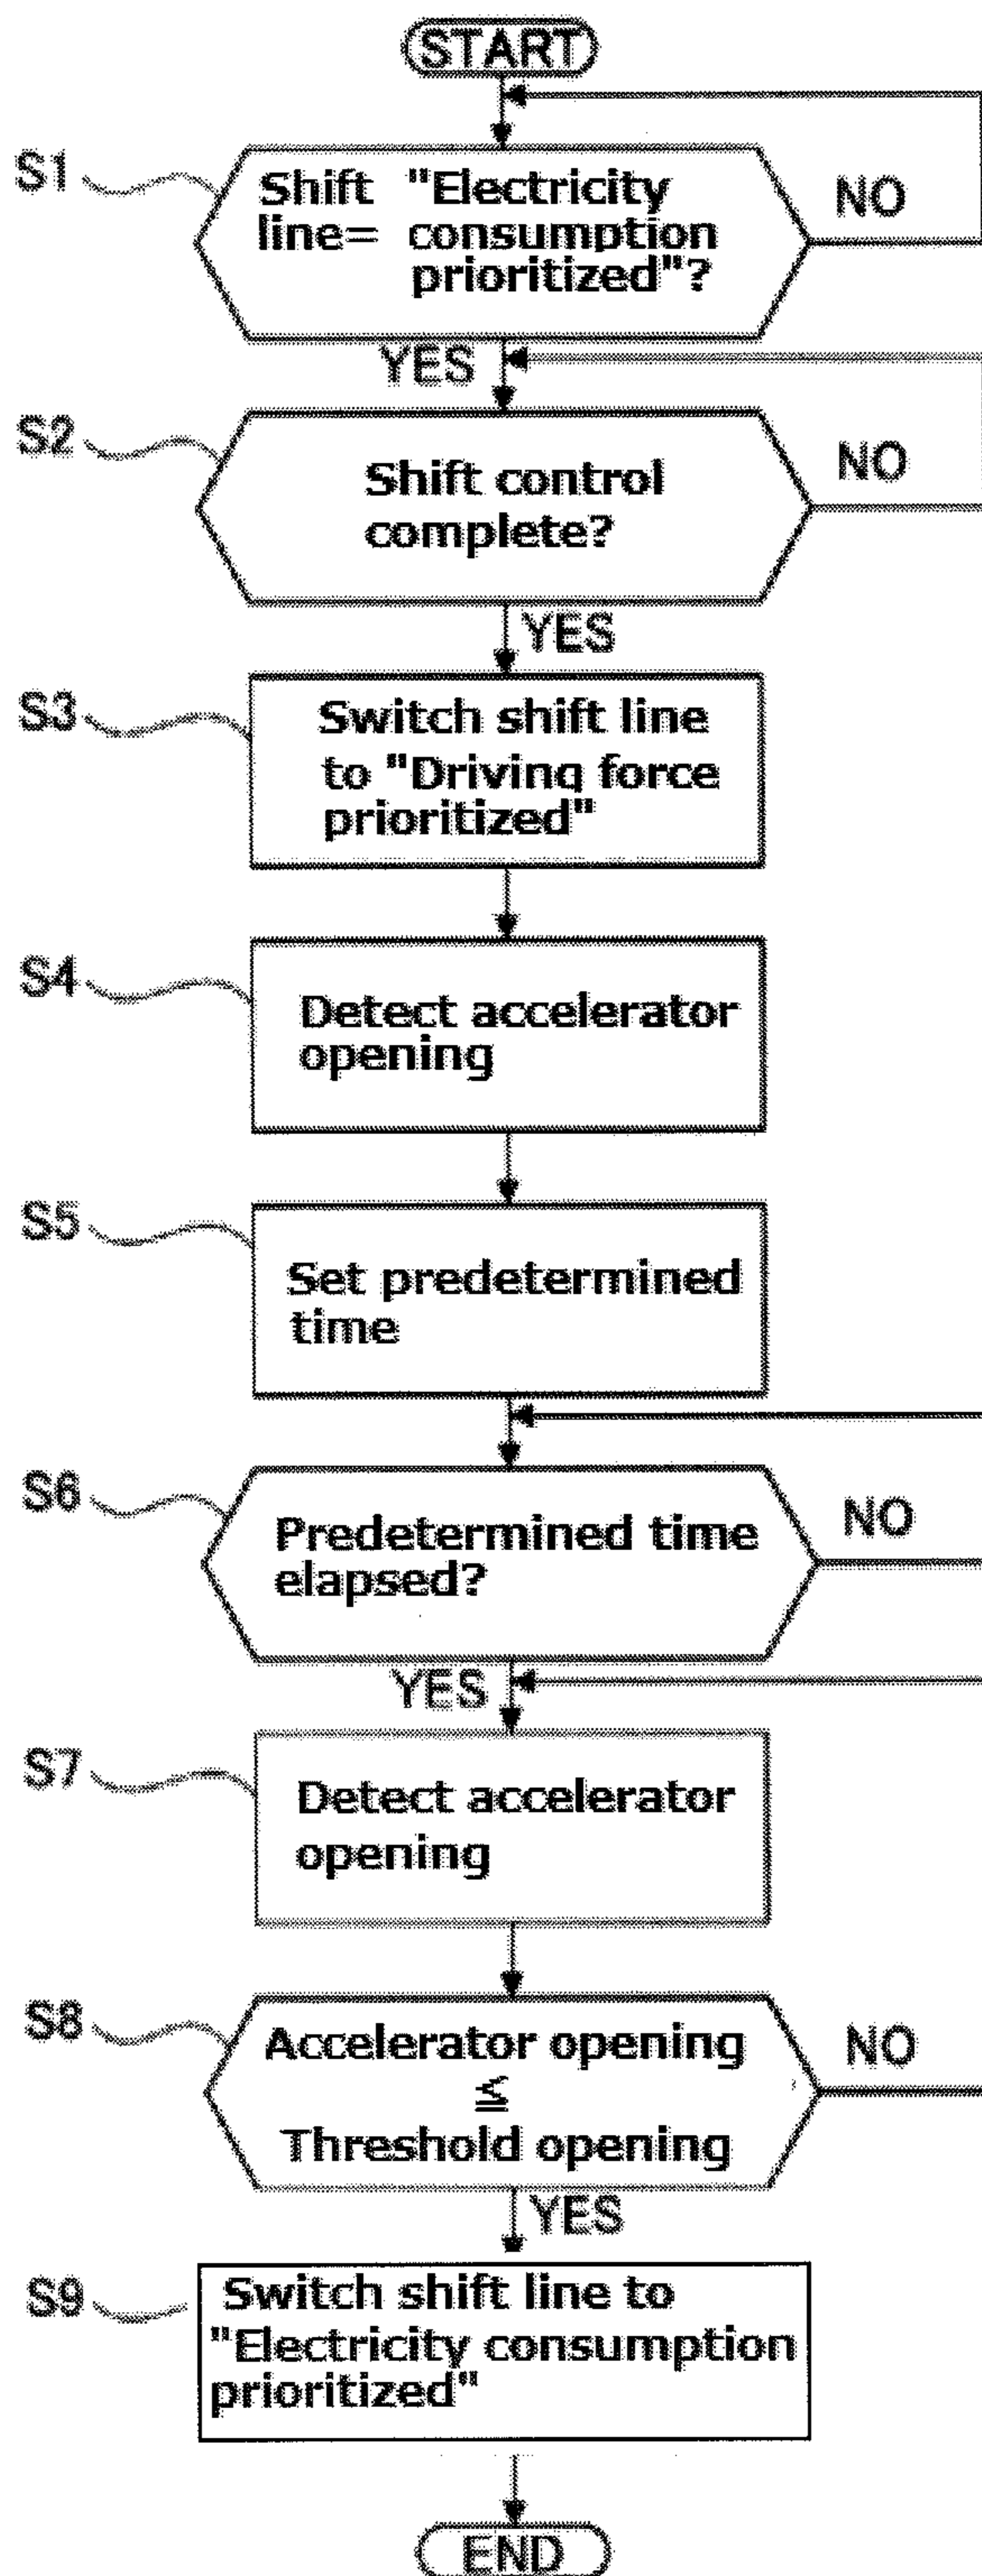 START
S1
Shift "Electricity
line= consumption
prioritized"?
NO
YES
S2
Shift control
complete?
NO
YES
S3
Switch shift line
to "Driving force
prioritized"
S4
Detect accelerator
opening
S5
Set predetermined
time
S6
Predetermined time
elapsed?
NO
YES
S7
Detect accelerator
opening
S8
Accelerator opening
≦
Threshold opening
NO
YES
S9
Switch shift line to
"Electricity consumption
prioritized"
END